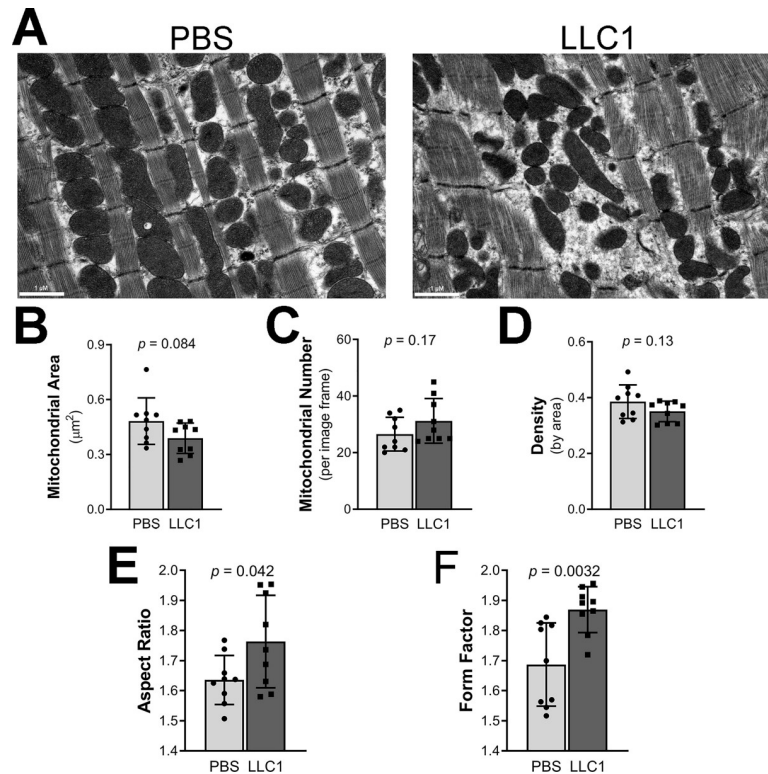 A
PBS
LLC1
1 µM
1 µM
B
Mitochondrial Area
(µm²)
0.9
0.6
0.3
0.0
p = 0.084
PBS
LLC1
C
Mitochondrial Number
(per image frame)
60
40
20
0
p = 0.17
PBS
LLC1
D
Density
(by area)
0.6
0.4
0.2
0.0
p = 0.13
PBS
LLC1
E
Aspect Ratio
2.0
1.9
1.8
1.7
1.6
1.5
1.4
p = 0.042
PBS
LLC1
F
Form Factor
2.0
1.9
1.8
1.7
1.6
1.5
1.4
p = 0.0032
PBS
LLC1